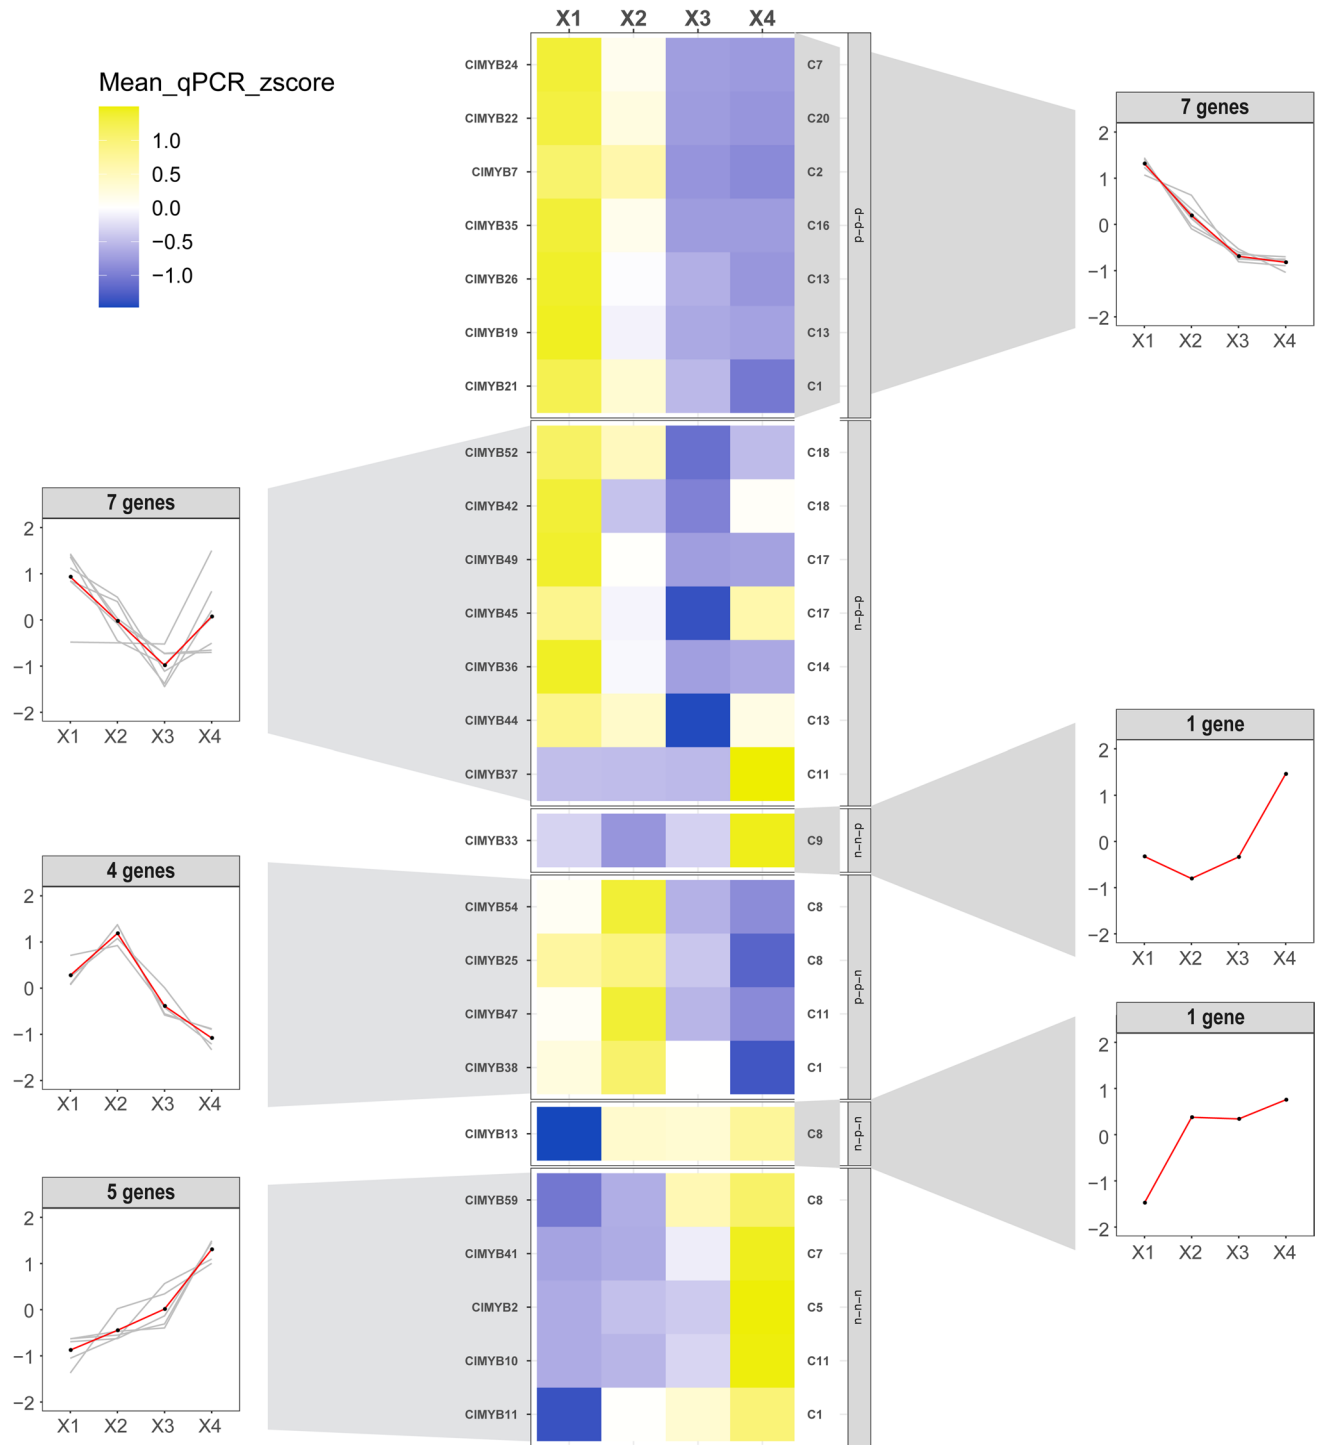 X1 X2 X3 X4
Mean_qPCR_zscore
1.0
0.5
0.0
−0.5
−1.0
CIMYB24 C7
CIMYB22 C20
CIMYB7 C2
CIMYB35 C16
CIMYB26 C13
CIMYB19 C13
CIMYB21 C1
p−p−p
7 genes
2
1
0
−1
−2
X1 X2 X3 X4
CIMYB52 C18
CIMYB42 C18
CIMYB49 C17
CIMYB45 C17
CIMYB36 C14
CIMYB44 C13
CIMYB37 C11
n−p−p
7 genes
2
1
0
−1
−2
X1 X2 X3 X4
CIMYB33 C9
n−n−p
1 gene
2
1
0
−1
−2
X1 X2 X3 X4
CIMYB54 C8
CIMYB25 C8
CIMYB47 C11
CIMYB38 C1
p−p−n
4 genes
2
1
0
−1
−2
X1 X2 X3 X4
CIMYB13 C8
n−p−n
1 gene
2
1
0
−1
−2
X1 X2 X3 X4
CIMYB59 C8
CIMYB41 C7
CIMYB2 C5
CIMYB10 C11
CIMYB11 C1
n−n−n
5 genes
2
1
0
−1
−2
X1 X2 X3 X4